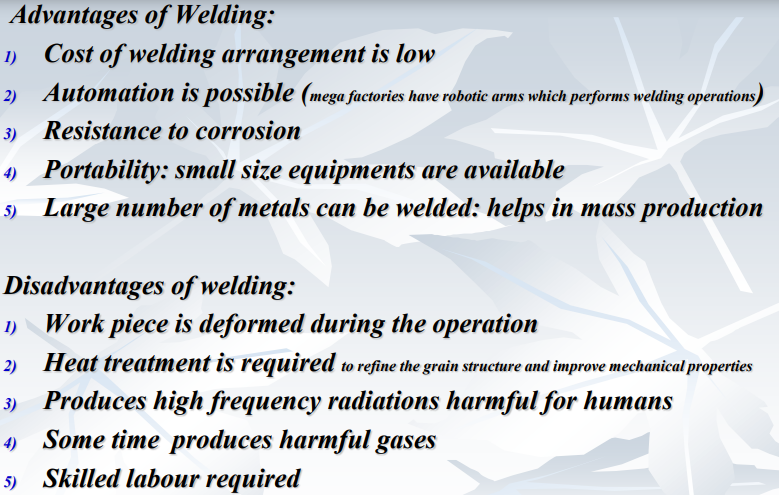 Advantages of Welding:
1) Cost of welding arrangement is low
2) Automation is possible (mega factories have robotic arms which performs welding operations)
3) Resistance to corrosion
4) Portability: small size equipments are available
5) Large number of metals can be welded: helps in mass production
Disadvantages of welding:
1) Work piece is deformed during the operation
2) Heat treatment is required to refine the grain structure and improve mechanical properties
3) Produces high frequency radiations harmful for humans
4) Some time produces harmful gases
5) Skilled labour required